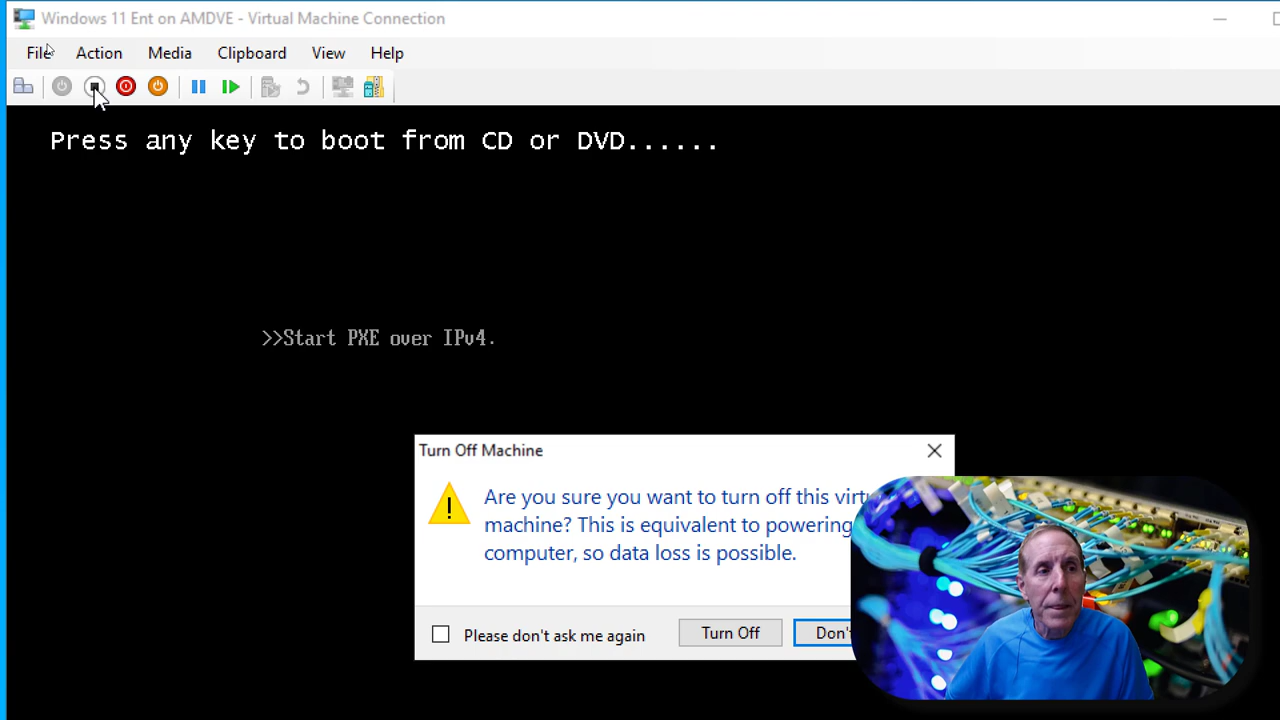 Windows 11 Ent on AMDVE - Virtual Machine Connection
File Action Media Clipboard View Help
Press any key to boot from CD or DVD......
>>Start PXE over IPv4.
Turn Off Machine
Are you sure you want to turn off this
machine? This is equivalent to powering
computer, so data loss is possible.
Please don't ask me again
Turn Off